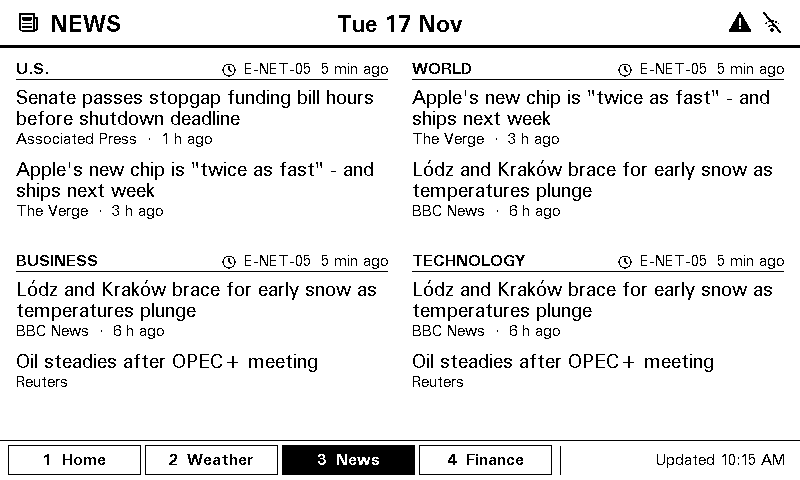 NEWS Tue 17 Nov
U.S. E-NET-05 5 min ago
Senate passes stopgap funding bill hours
before shutdown deadline
Associated Press · 1 h ago
Apple's new chip is "twice as fast" - and
ships next week
The Verge · 3 h ago
WORLD E-NET-05 5 min ago
Apple's new chip is "twice as fast" - and
ships next week
The Verge · 3 h ago
Lódz and Kraków brace for early snow as
temperatures plunge
BBC News · 6 h ago
BUSINESS E-NET-05 5 min ago
Lódz and Kraków brace for early snow as
temperatures plunge
BBC News · 6 h ago
Oil steadies after OPEC+ meeting
Reuters
TECHNOLOGY E-NET-05 5 min ago
Lódz and Kraków brace for early snow as
temperatures plunge
BBC News · 6 h ago
Oil steadies after OPEC+ meeting
Reuters
1 Home 2 Weather 3 News 4 Finance Updated 10:15 AM